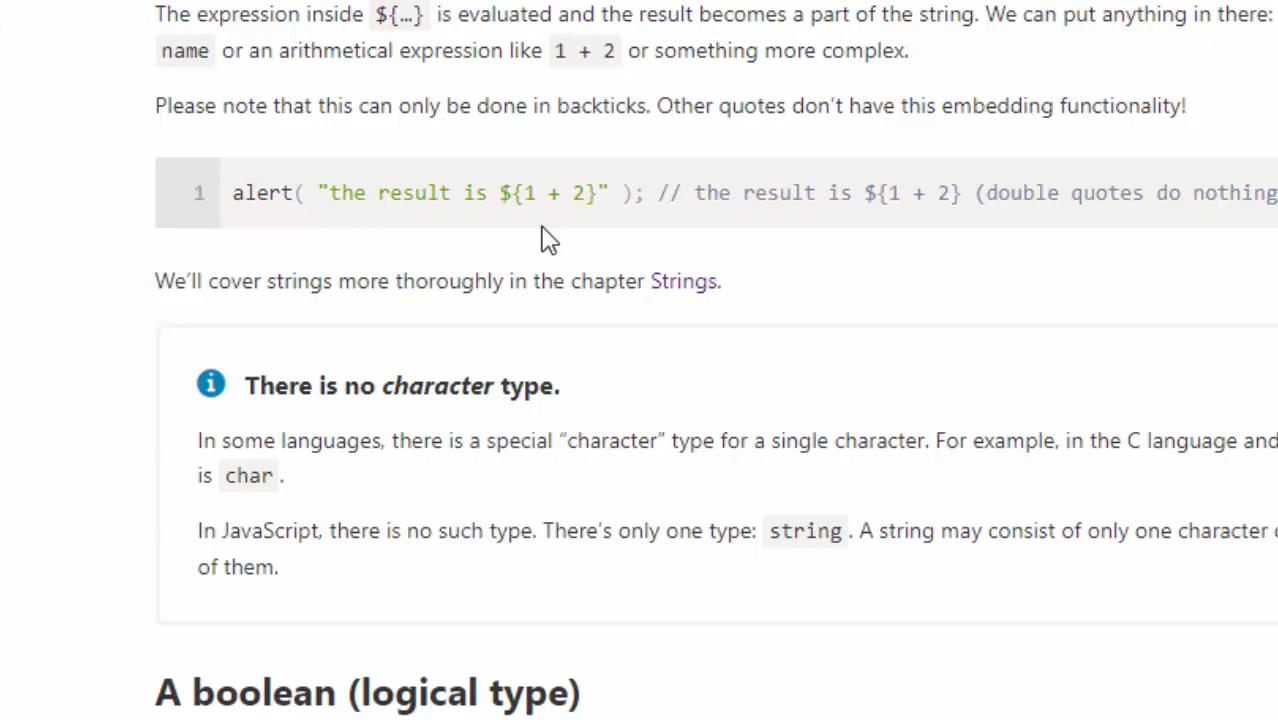 The expression inside ${…} is evaluated and the result becomes a part of the string. We can put anything in there:
name or an arithmetical expression like 1 + 2 or something more complex.
Please note that this can only be done in backticks. Other quotes don’t have this embedding functionality!
1 alert( "the result is ${1 + 2}" ); // the result is ${1 + 2} (double quotes do nothing
We’ll cover strings more thoroughly in the chapter Strings.
There is no character type.
In some languages, there is a special “character” type for a single character. For example, in the C language and
is char.
In JavaScript, there is no such type. There’s only one type: string. A string may consist of only one character
of them.
A boolean (logical type)